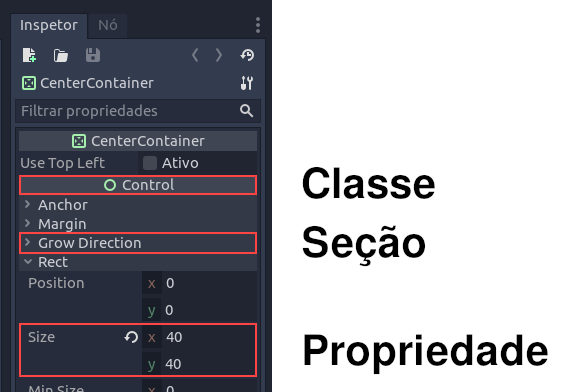 Inspetor Nó
CenterContainer
Filtrar propriedades
CenterContainer
Use Top Left Ativo
Control
Classe
Anchor
Margin
Grow Direction
Seção
Rect
Position x 0
y 0
Size x 40
Propriedade
y 40
Min Size x 0